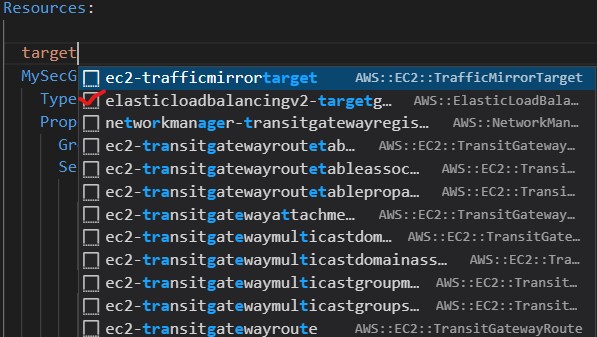 Resources:
target
MySecG
ec2-trafficmirrortarget AWS::EC2::TrafficMirrorTarget
Type elasticloadbalancingv2-targetg… AWS::ElasticLoadBala…
Prop networkmanager-transitgatewayregis… AWS::NetworkMan…
Gr ec2-transitgatewayroutetab… AWS::EC2::TransitGateway…
Se ec2-transitgatewayroutetableassoc… AWS::EC2::Transi…
ec2-transitgatewayroutetablepropa… AWS::EC2::Transi…
ec2-transitgatewayattachme… AWS::EC2::TransitGateway…
ec2-transitgatewaymulticastdom… AWS::EC2::TransitGate…
ec2-transitgatewaymulticastdomainass… AWS::EC2::Tra…
ec2-transitgatewaymulticastgroupm… AWS::EC2::Transit…
ec2-transitgatewaymulticastgroups… AWS::EC2::Transit…
ec2-transitgatewayroute AWS::EC2::TransitGatewayRoute